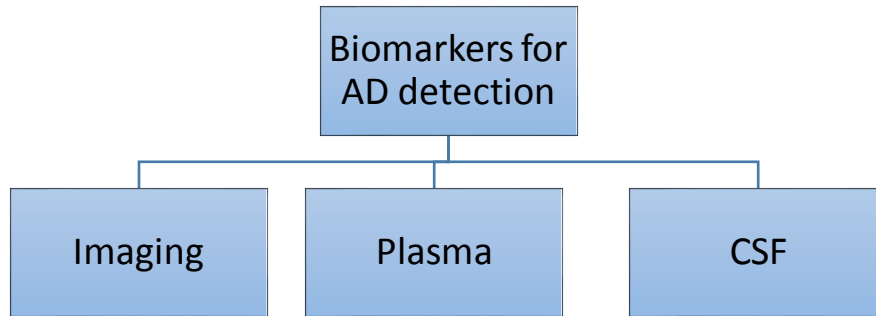 Biomarkers for
AD detection
Imaging
Plasma
CSF